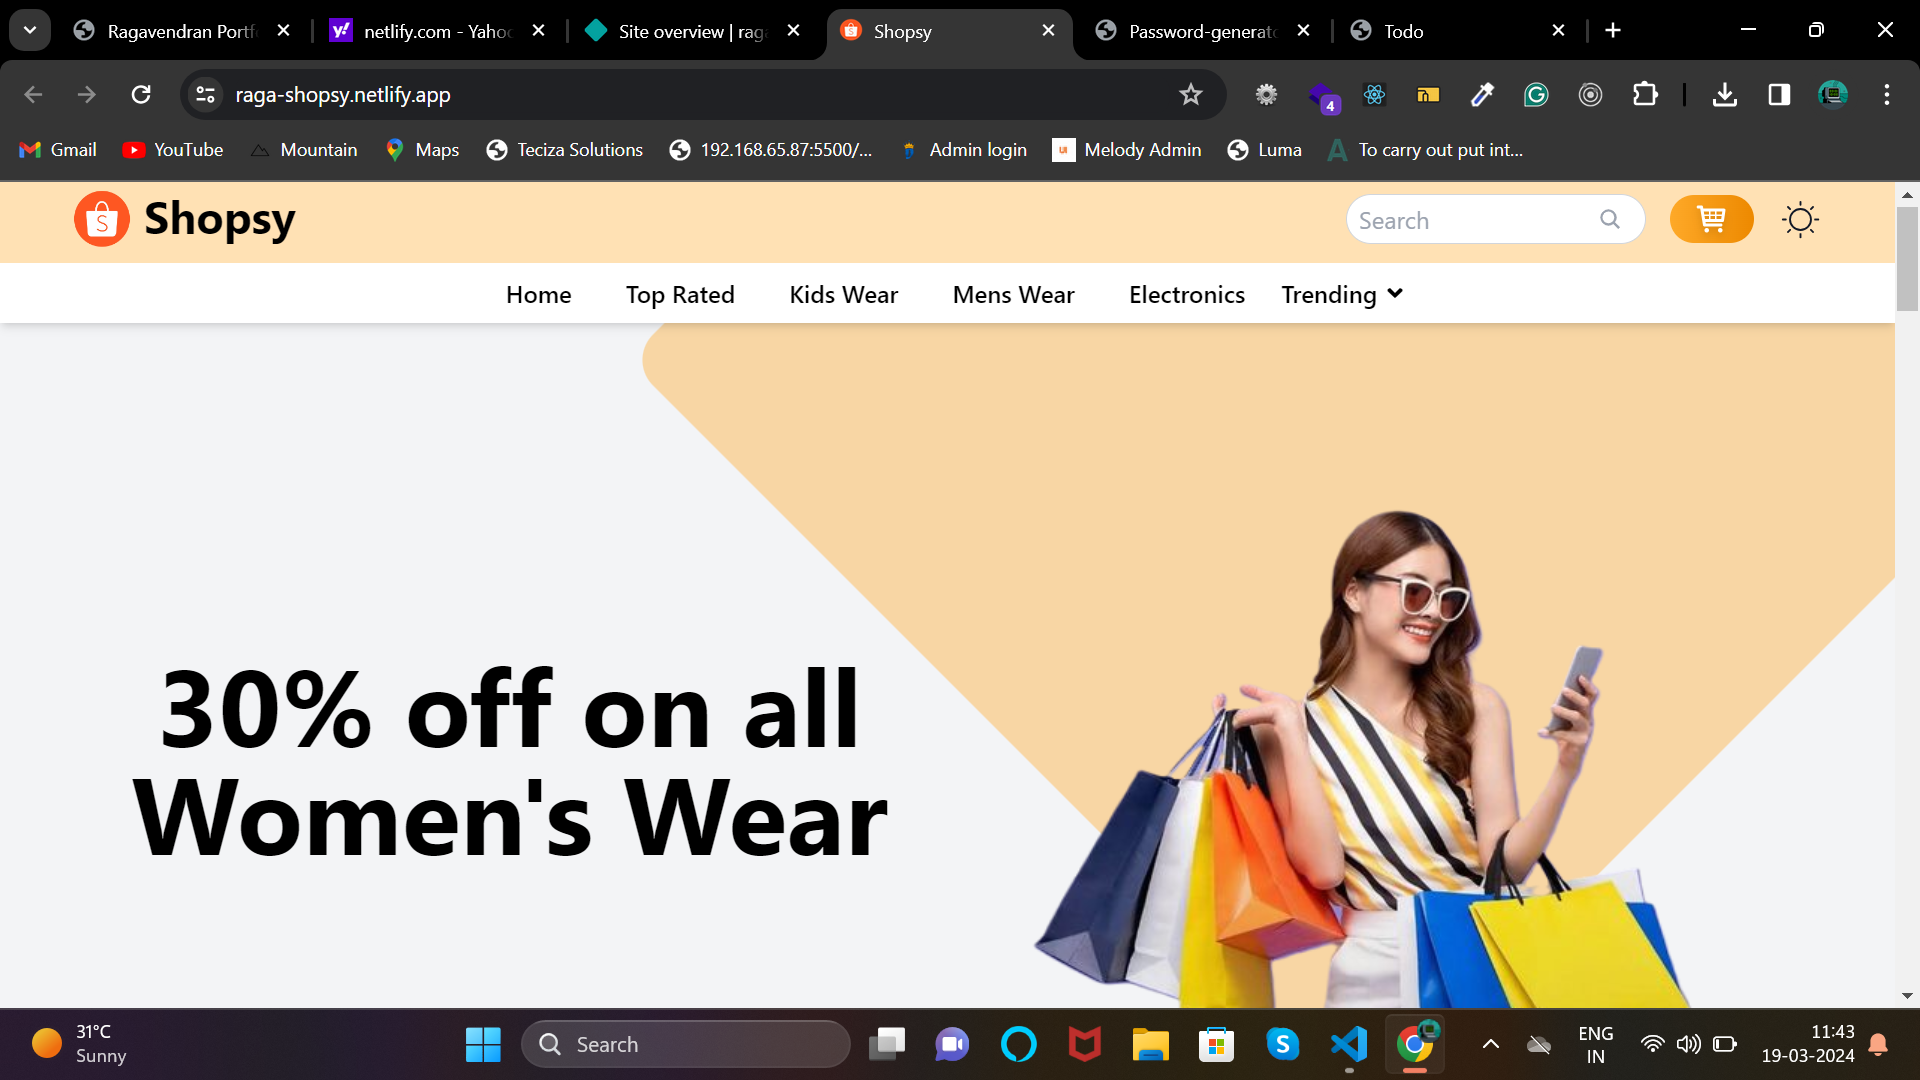 Ragavendran Portf
netlify.com - Yahoo
Site overview | raga
Shopsy
Password-generato
Todo
raga-shopsy.netlify.app
4
Gmail
YouTube
Mountain
Maps
Teciza Solutions
192.168.65.87:5500/...
Admin login
Melody Admin
Luma
To carry out put int...
S
Shopsy
Search
Home
Top Rated
Kids Wear
Mens Wear
Electronics
Trending
30% off on all
Women's Wear
31°C
Sunny
Search
ENG
IN
11:43
19-03-2024